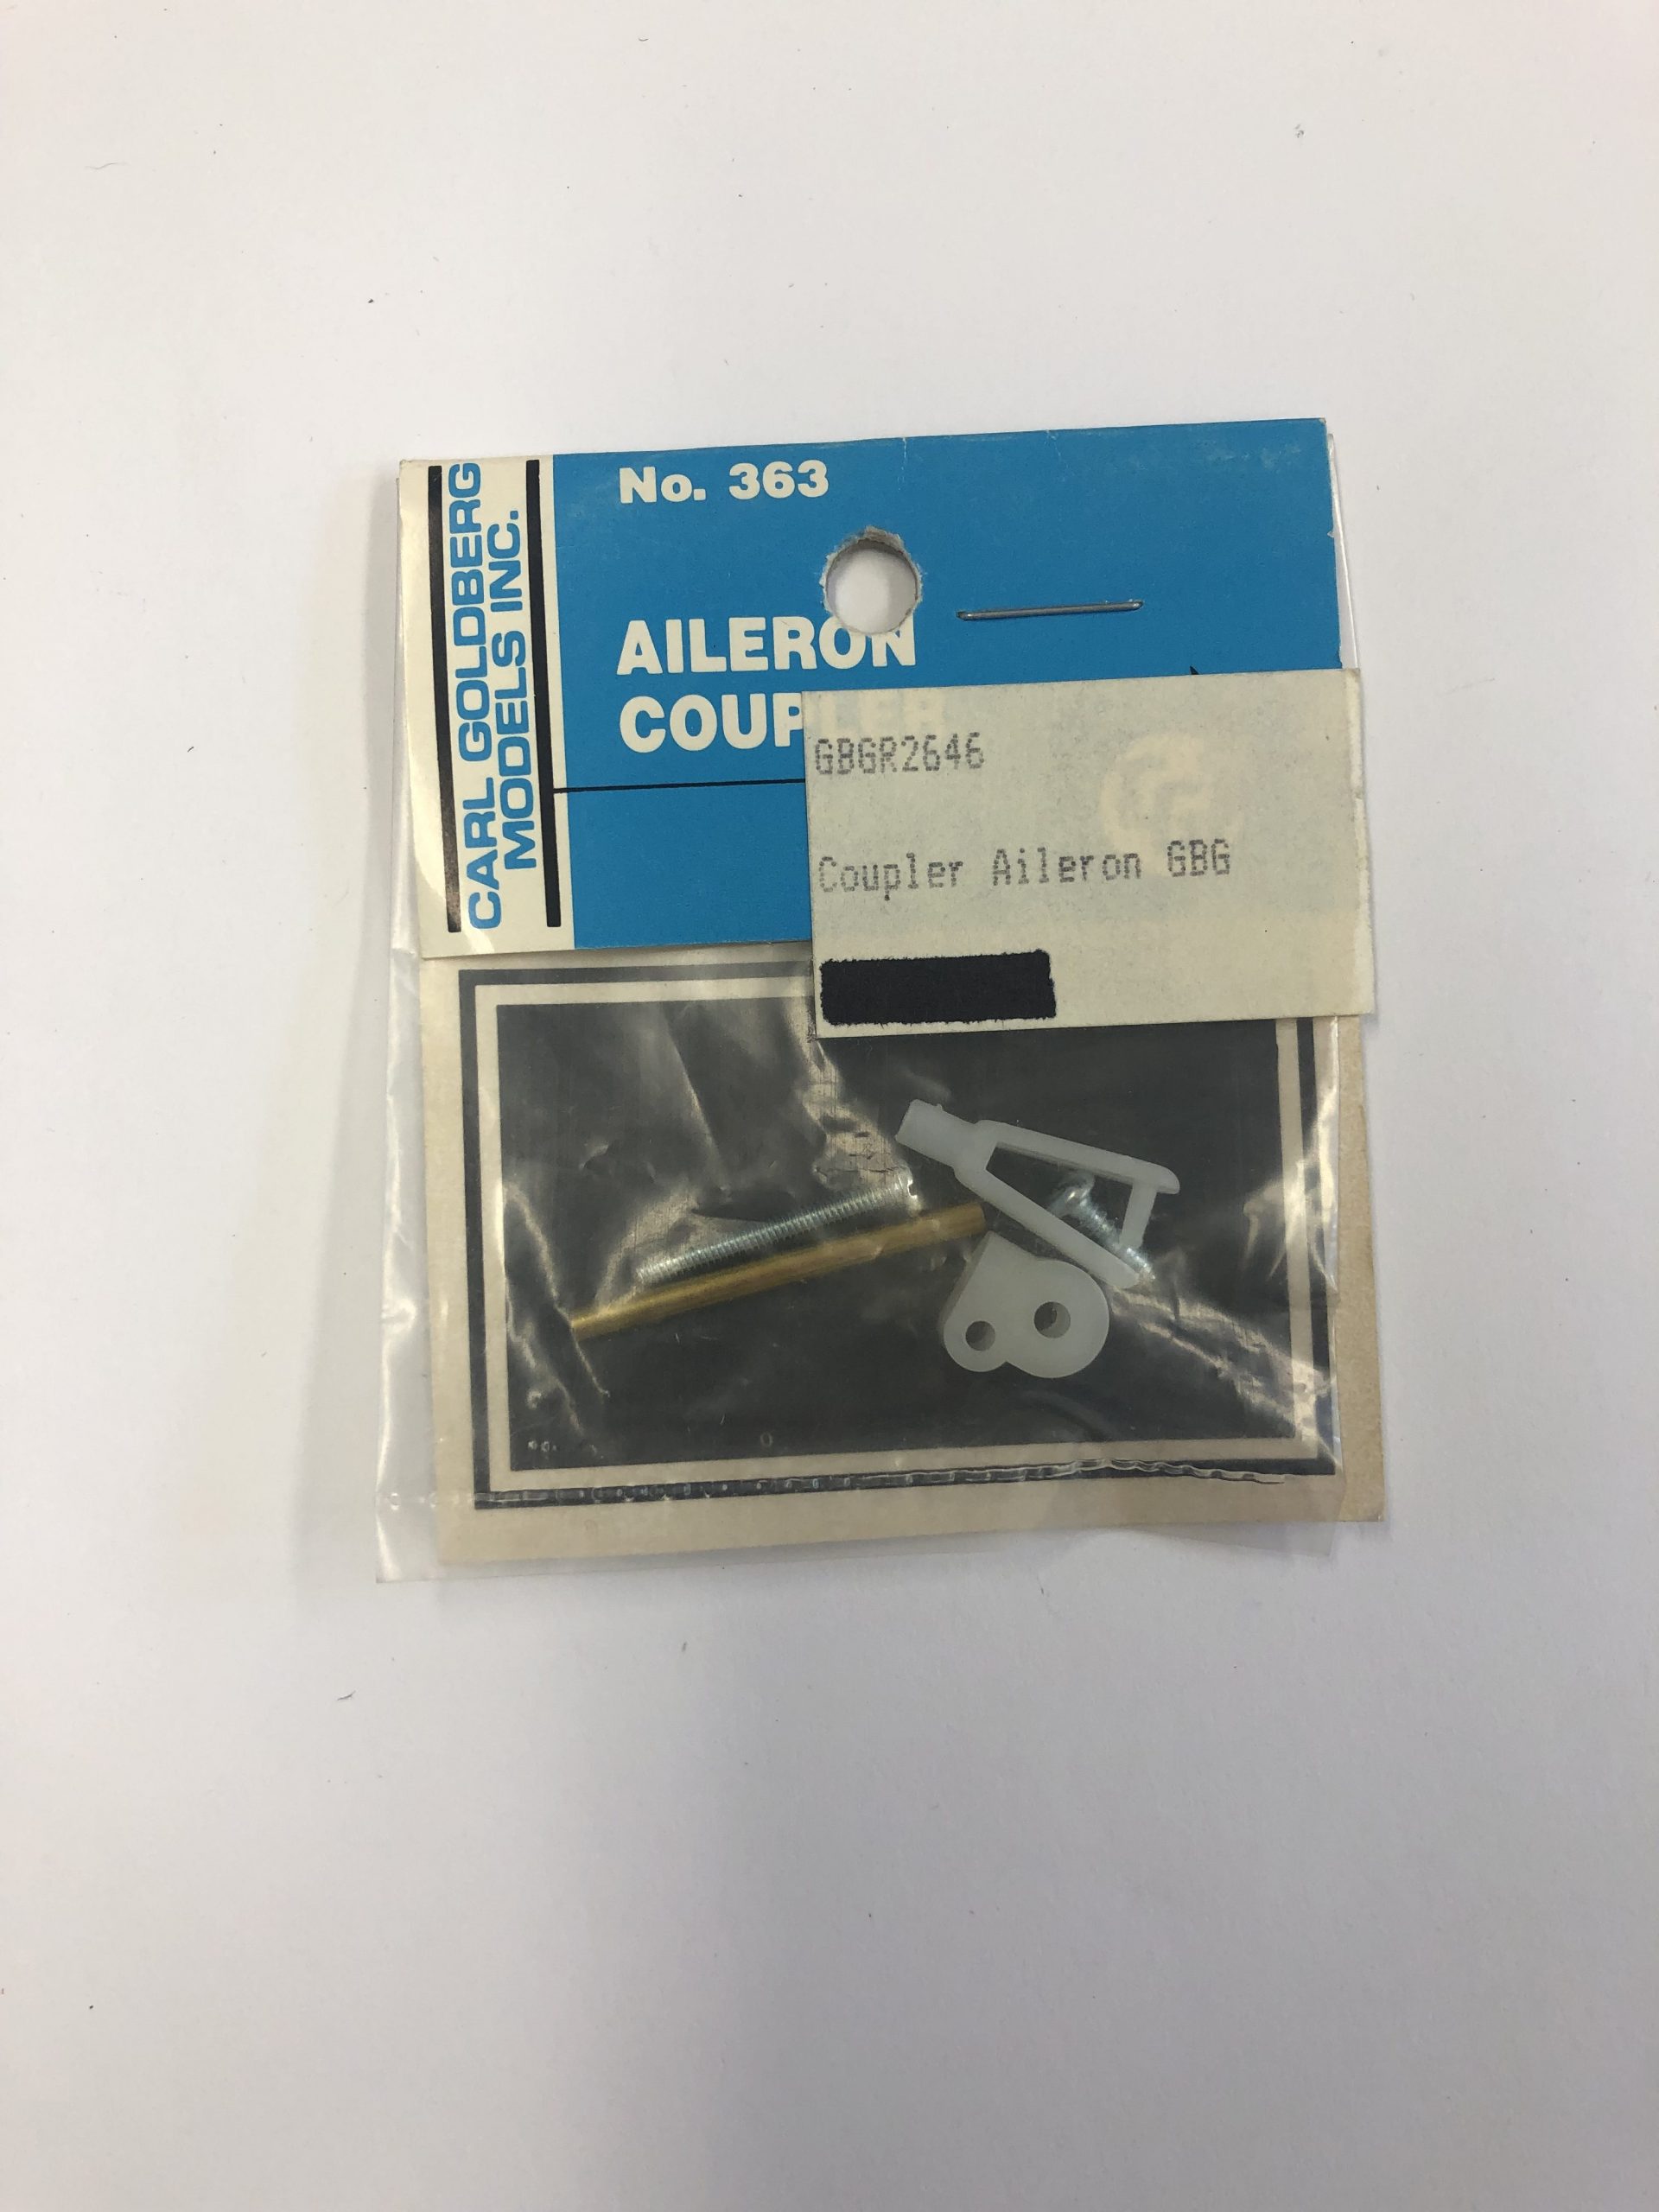 No. 363
AILERON
COUPLER
CARL GOLDBERG
MODELS INC.
GBGR2646
Coupler Aileron GBG